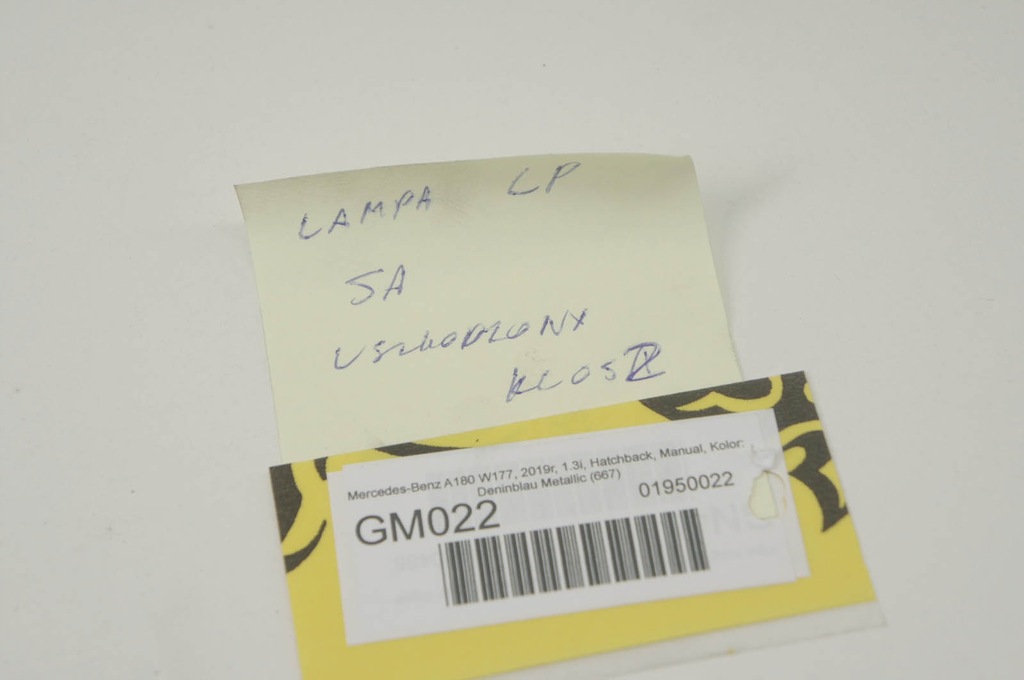 LAMPA LP
SA
USZKODZONY
KLOSZ
Mercedes-Benz A180 W177, 2019r, 1.3i, Hatchback, Manual, Kolor:
Deninblau Metallic (667)
GM022
01950022